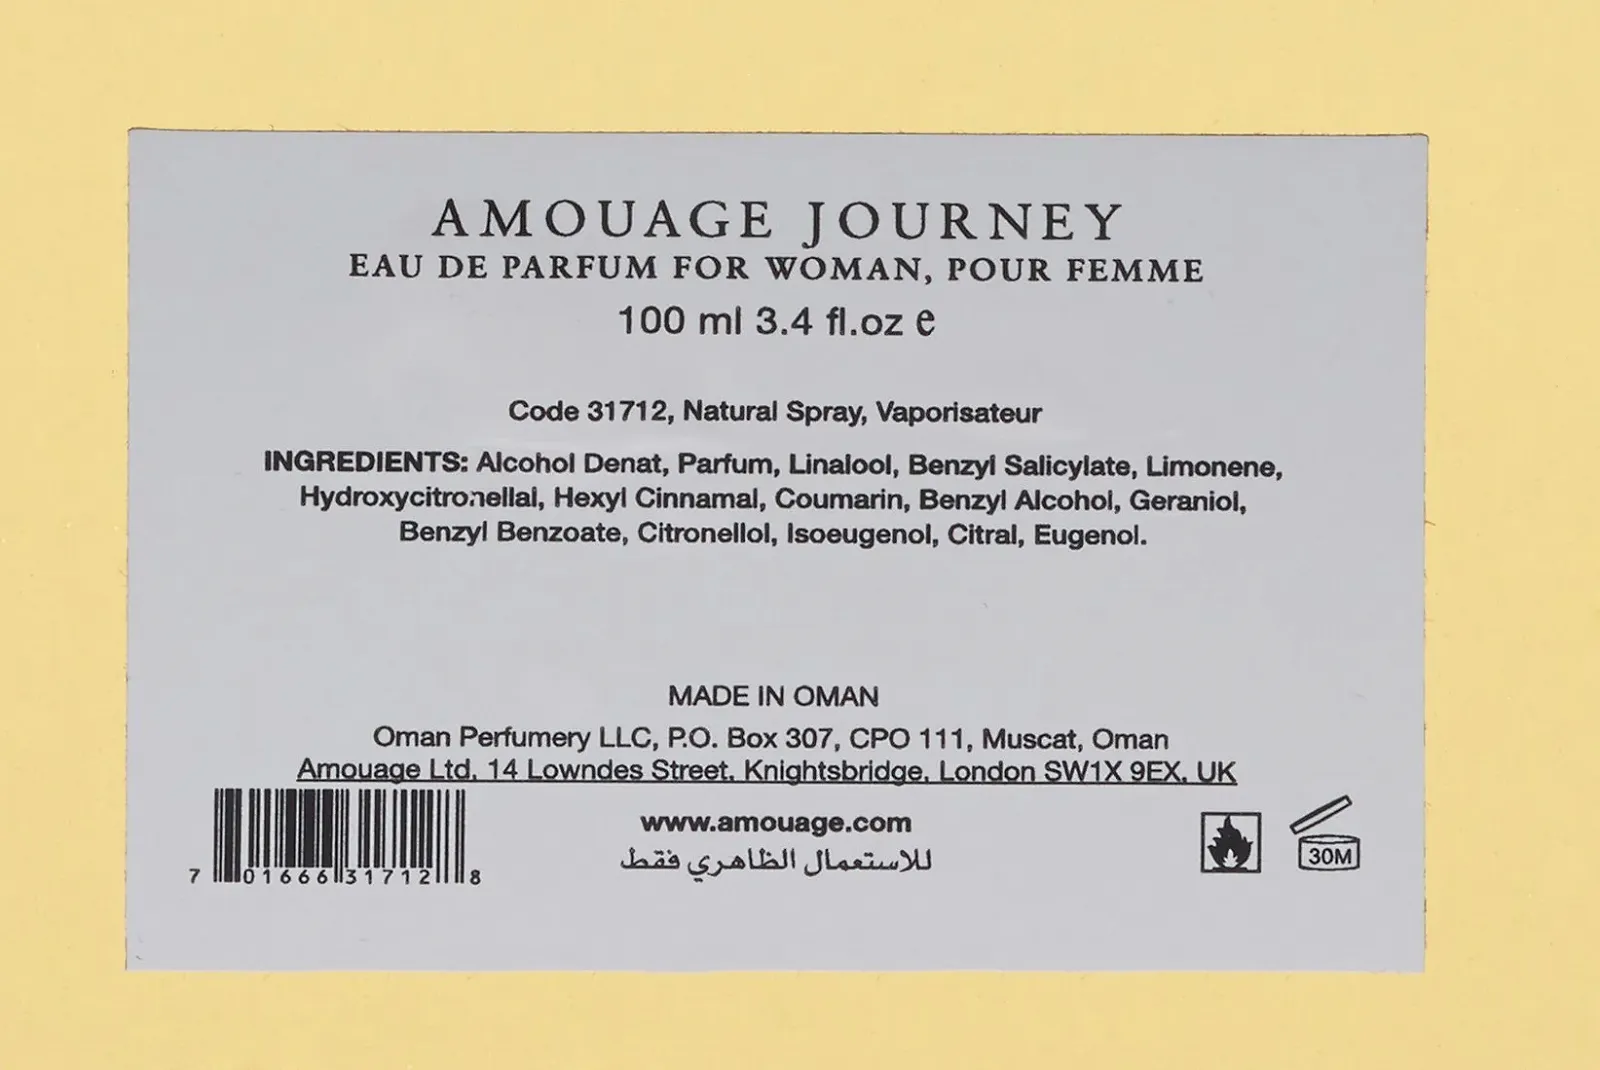 AMOUAGE JOURNEY
EAU DE PARFUM FOR WOMAN, POUR FEMME
100 ml 3.4 fl.oz e
Code 31712, Natural Spray, Vaporisateur
INGREDIENTS: Alcohol Denat, Parfum, Linalool, Benzyl Salicylate, Limonene,
Hydroxycitronellal, Hexyl Cinnamal, Coumarin, Benzyl Alcohol, Geraniol,
Benzyl Benzoate, Citronellol, Isoeugenol, Citral, Eugenol.
MADE IN OMAN
Oman Perfumery LLC, P.O. Box 307, CPO 111, Muscat, Oman
Amouage Ltd, 14 Lowndes Street, Knightsbridge, London SW1X 9EX, UK
www.amouage.com
للاستعمال الظاهري فقط
7 01666 31712 8
30M